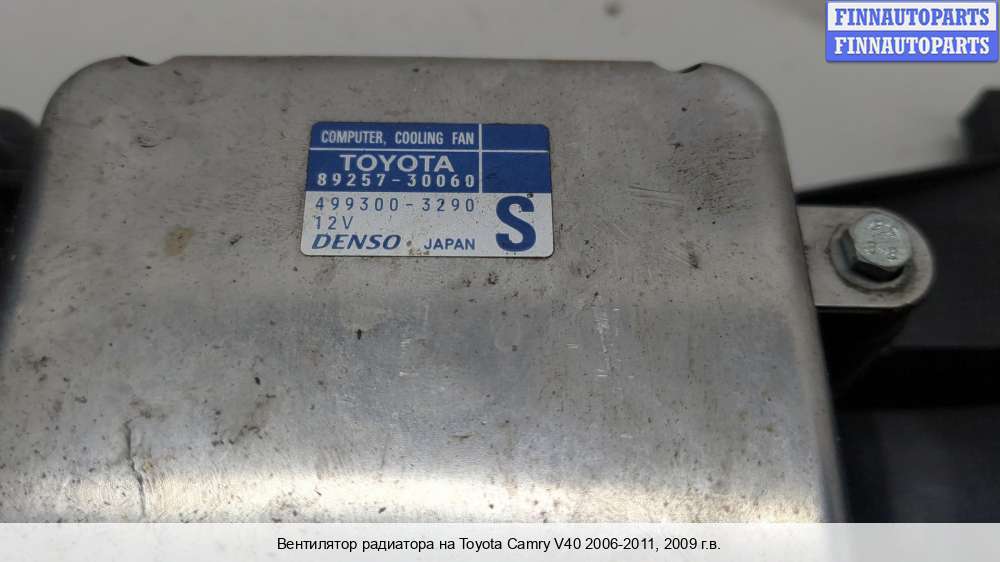 FINNAUTOPARTS
FINNAUTOPARTS
COMPUTER, COOLING FAN
TOYOTA
89257-30060
499300-3290
12V
S
DENSO JAPAN
Вентилятор радиатора на Toyota Camry V40 2006-2011, 2009 г.в.